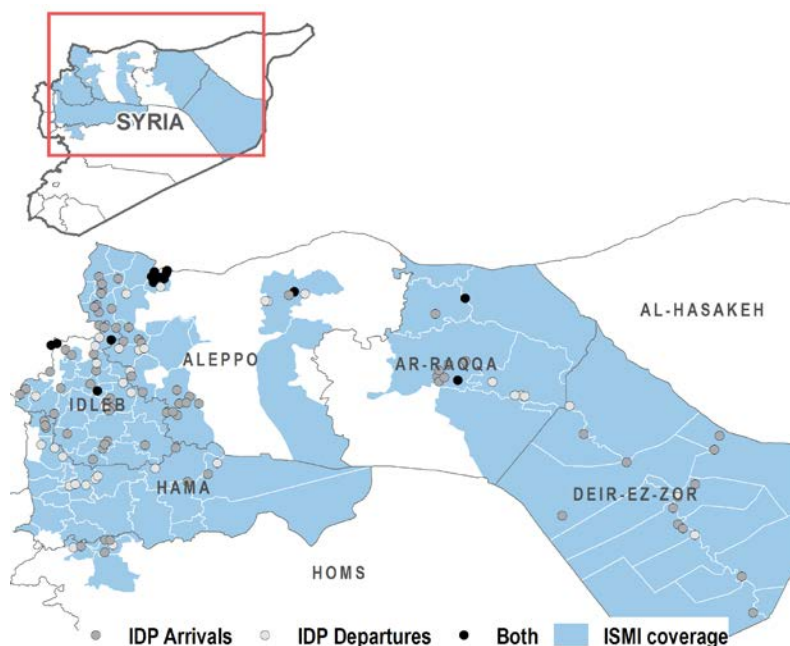 SYRIA
AL-HASAKEH
ALEPPO
AR-RAQQA
IDLEB
HAMA
DEIR-EZ-ZOR
HOMS
IDP Arrivals IDP Departures Both ISMI coverage